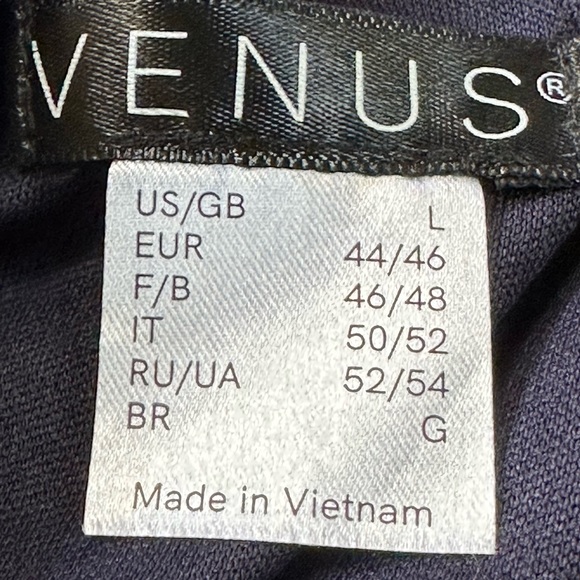 VENUS®
US/GB L
EUR 44/46
F/B 46/48
IT 50/52
RU/UA 52/54
BR G
Made in Vietnam